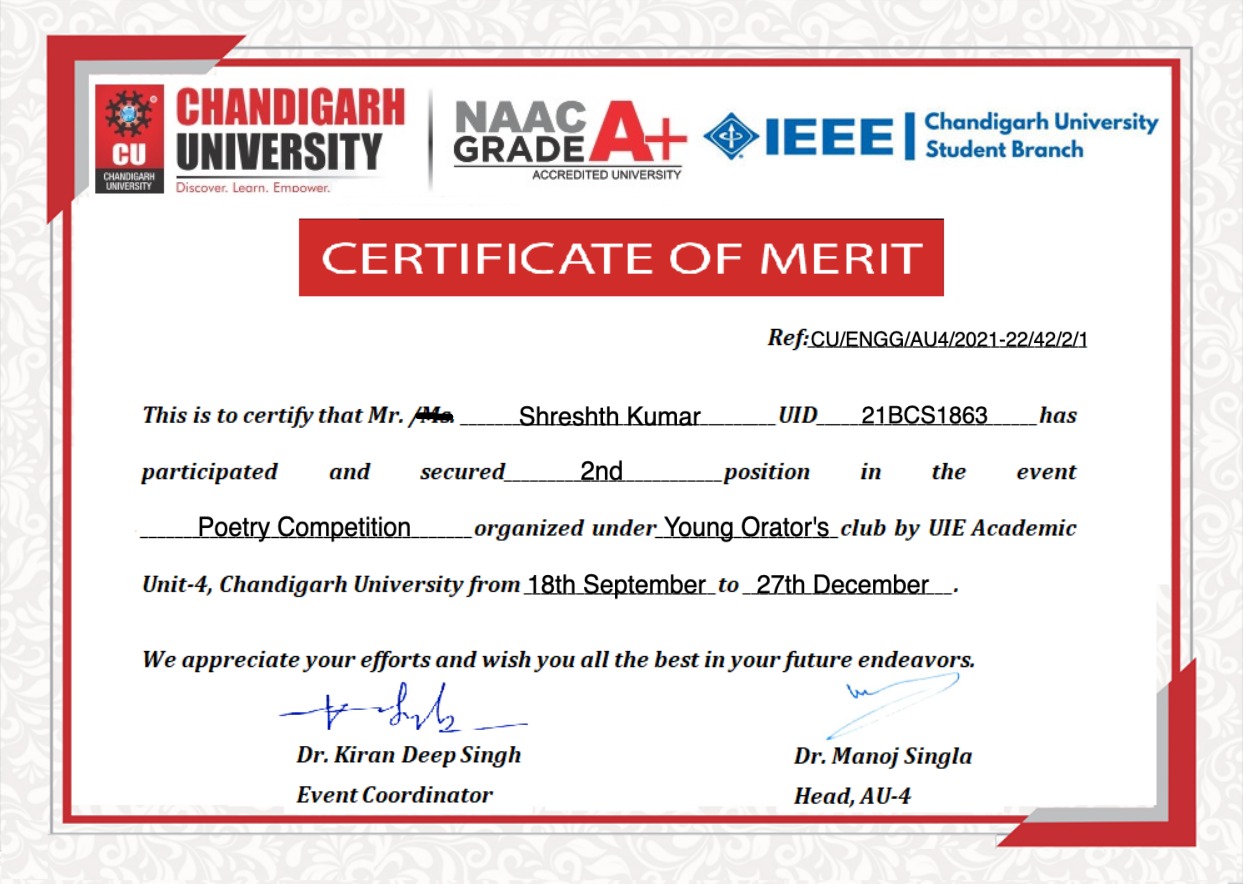 CU
CHANDIGARH
UNIVERSITY
CHANDIGARH
UNIVERSITY
Discover. Learn. Empower.
NAAC
GRADE A+
ACCREDITED UNIVERSITY
IEEE
Chandigarh University
Student Branch
CERTIFICATE OF MERIT
Ref:CU/ENGG/AU4/2021-22/42/2/1
This is to certify that Mr. /Ms. Shreshth Kumar UID 21BCS1863 has
participated and secured 2nd position in the event
Poetry Competition organized under Young Orator's club by UIE Academic
Unit-4, Chandigarh University from 18th September to 27th December.
We appreciate your efforts and wish you all the best in your future endeavors.
Dr. Kiran Deep Singh
Event Coordinator
Dr. Manoj Singla
Head, AU-4